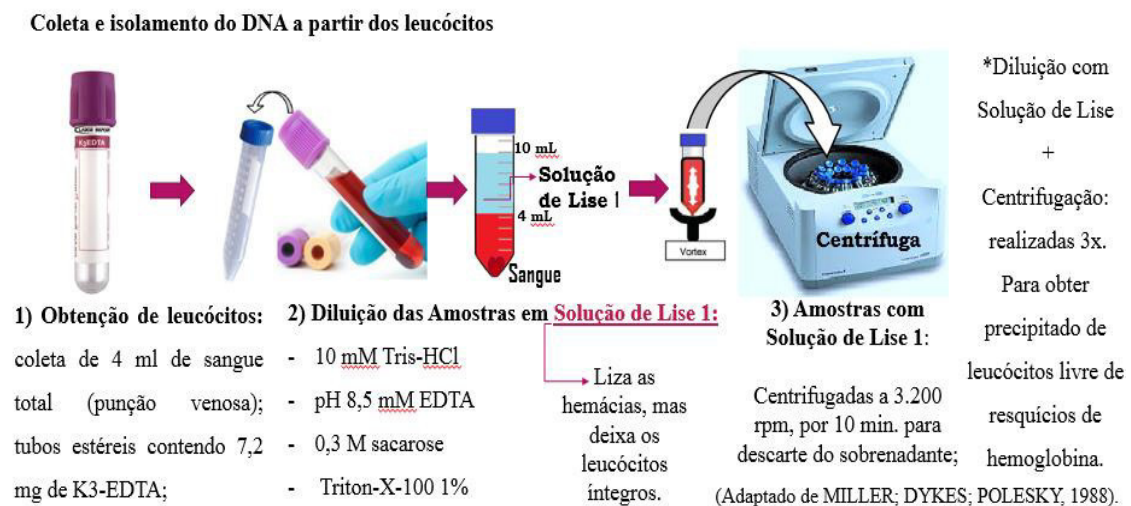 Coleta e isolamento do DNA a partir dos leucócitos
K3EDTA
10 mL
Solução
de Lise 1
4 mL
Sangue
Vortex
Centrífuga
1) Obtenção de leucócitos:
coleta de 4 ml de sangue
total (punção venosa);
tubos estéreis contendo 7,2
mg de K3-EDTA;
2) Diluição das Amostras em Solução de Lise 1:
- 10 mM Tris-HCl
- pH 8,5 mM EDTA
- 0,3 M sacarose
- Triton-X-100 1%
Liza as
hemácias, mas
deixa os
leucócitos
íntegros.
3) Amostras com
Solução de Lise 1:
Centrifugadas a 3.200
rpm, por 10 min. para
descarte do sobrenadante;
*Diluição com
Solução de Lise
+
Centrifugação:
realizadas 3x.
Para obter
precipitado de
leucócitos livre de
resquícios de
hemoglobina.
(Adaptado de MILLER; DYKES; POLESKY, 1988).